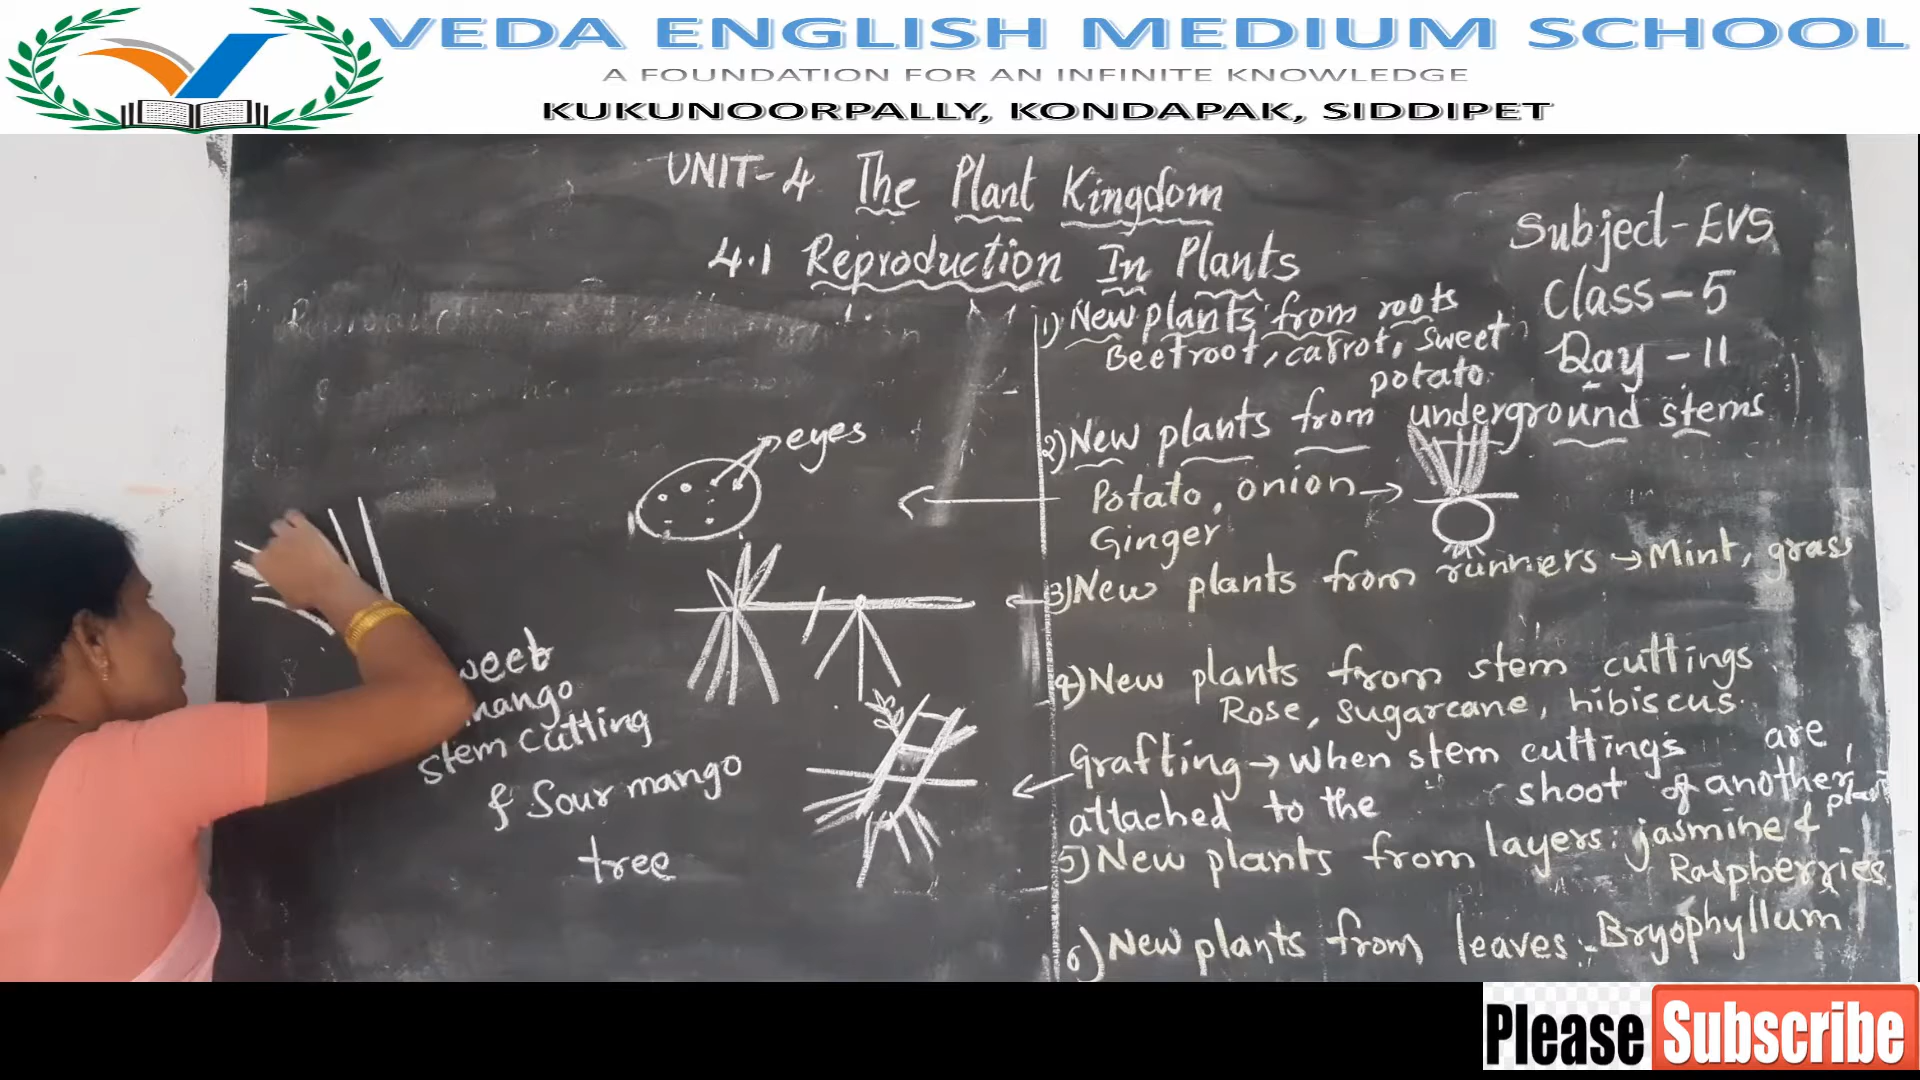 VEDA ENGLISH MEDIUM SCHOOL
A FOUNDATION FOR AN INFINITE KNOWLEDGE
KUKUNOORPALLY, KONDAPAK, SIDDIPET
UNIT-4 The Plant Kingdom
4.1 Reproduction In Plants
Subject-EVS
Class-5
Day-11
eyes
weet
mango
stem cutting
& Sour mango
tree
1) New plants from roots
Beetroot, carrot, sweet
potato.
2) New plants from underground stems
Potato, onion →
Ginger
3) New plants from runners → Mint, grass
4) New plants from stem cuttings
Rose, sugarcane, hibiscus.
Grafting → when stem cuttings are
attached to the shoot of another plant
5) New plants from layers: jasmine &
Raspberries
6) New plants from leaves:- Bryophyllum
Please Subscribe